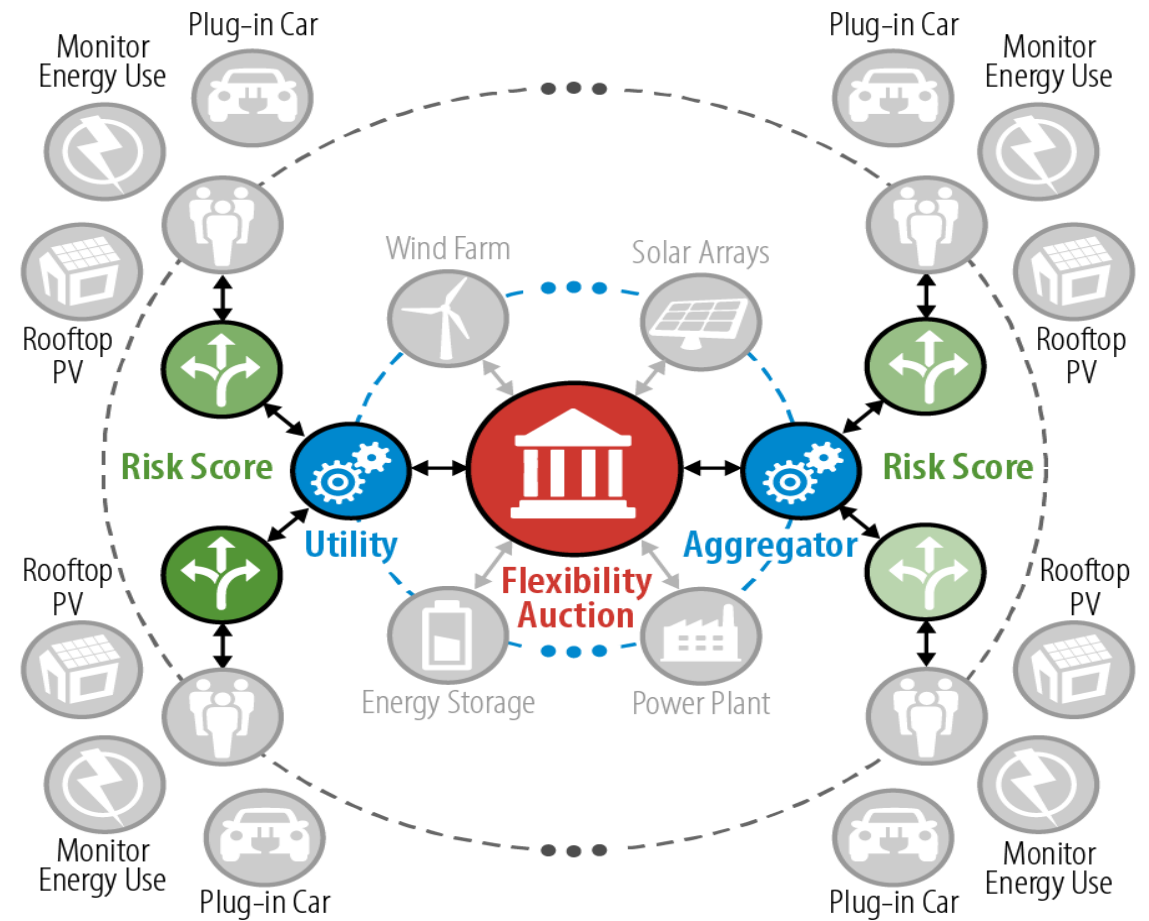 Plug-in Car
Monitor
Energy Use
Rooftop
PV
Plug-in Car
Monitor
Energy Use
Rooftop
PV
Wind Farm
Solar Arrays
Risk Score
Utility
Flexibility
Auction
Aggregator
Risk Score
Energy Storage
Power Plant
Rooftop
PV
Monitor
Energy Use
Plug-in Car
Rooftop
PV
Monitor
Energy Use
Plug-in Car